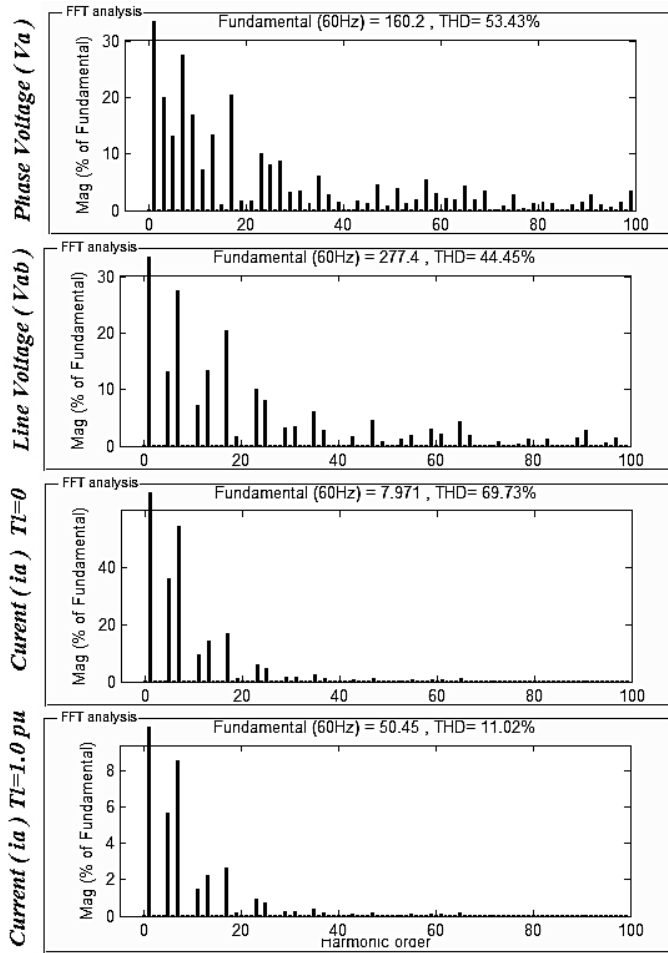 FFT analysis
Fundamental (60Hz) = 160.2 , THD= 53.43%
Phase Voltage (Va)
Mag (% of Fundamental)
30
20
10
0
0 20 40 60 80 100
FFT analysis
Fundamental (60Hz) = 277.4 , THD= 44.45%
Line Voltage (Vab)
Mag (% of Fundamental)
30
20
10
0
0 20 40 60 80 100
FFT analysis
Fundamental (60Hz) = 7.971 , THD= 69.73%
Curent (ia) Tl=0
Mag (% of Fundamental)
40
20
0
0 20 40 60 80 100
FFT analysis
Fundamental (60Hz) = 50.45 , THD= 11.02%
Current (ia) Tl=1.0 pu
Mag (% of Fundamental)
8
6
4
2
0
0 20 40 60 80 100
Harmonic order